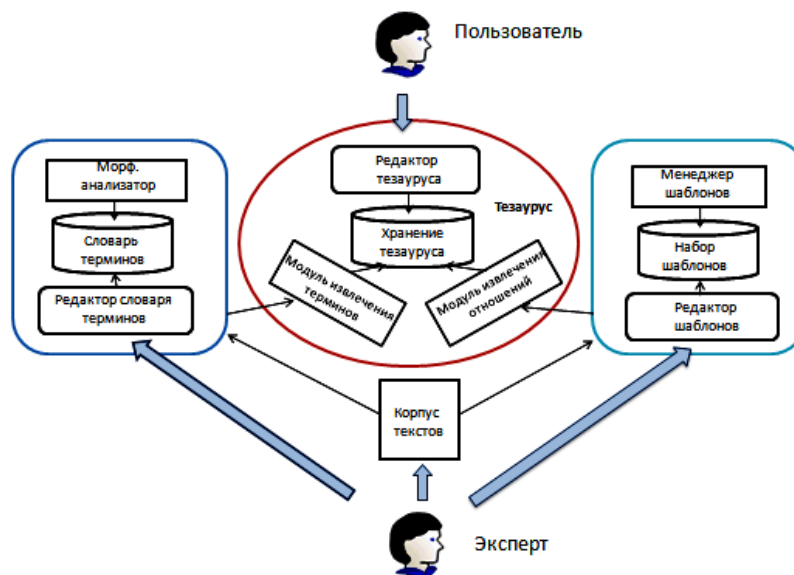 Пользователь
Морф.
анализатор
Словарь
терминов
Редактор словаря
терминов
Редактор
тезауруса
Тезаурус
Хранение
тезауруса
Модуль извлечения
терминов
Модуль извлечения
отношений
Менеджер
шаблонов
Набор
шаблонов
Редактор
шаблонов
Корпус
текстов
Эксперт